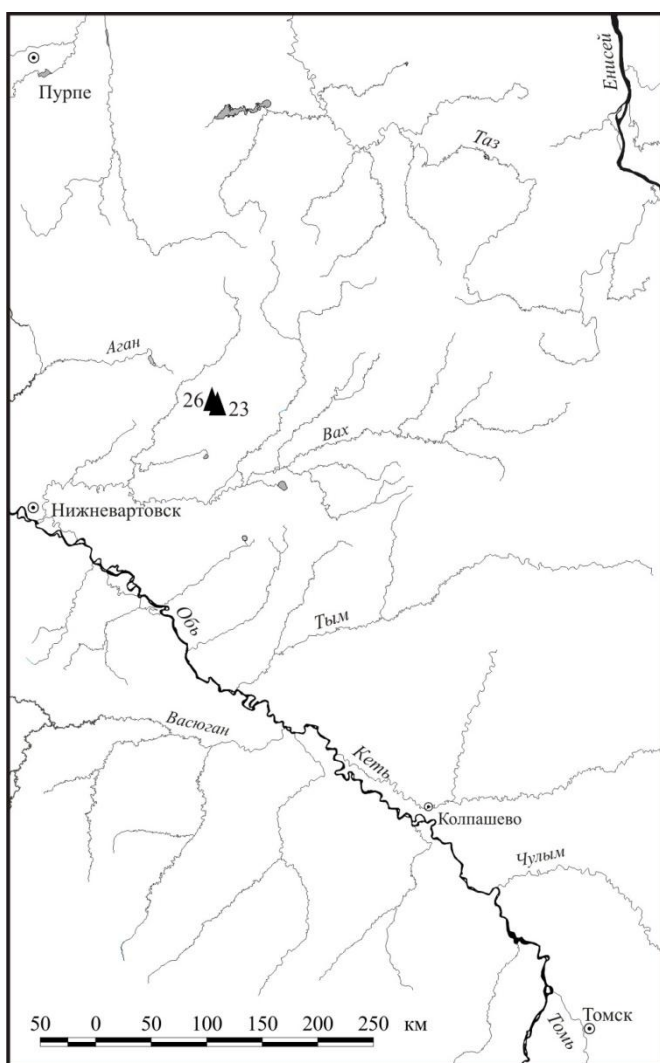 Енисей
Пурпе
Таз
Аган
26 23
Вах
Нижневартовск
Обь
Тым
Васюган
Кеть
Колпашево
Чулым
50 0 50 100 150 200 250 км
Томск
Томь